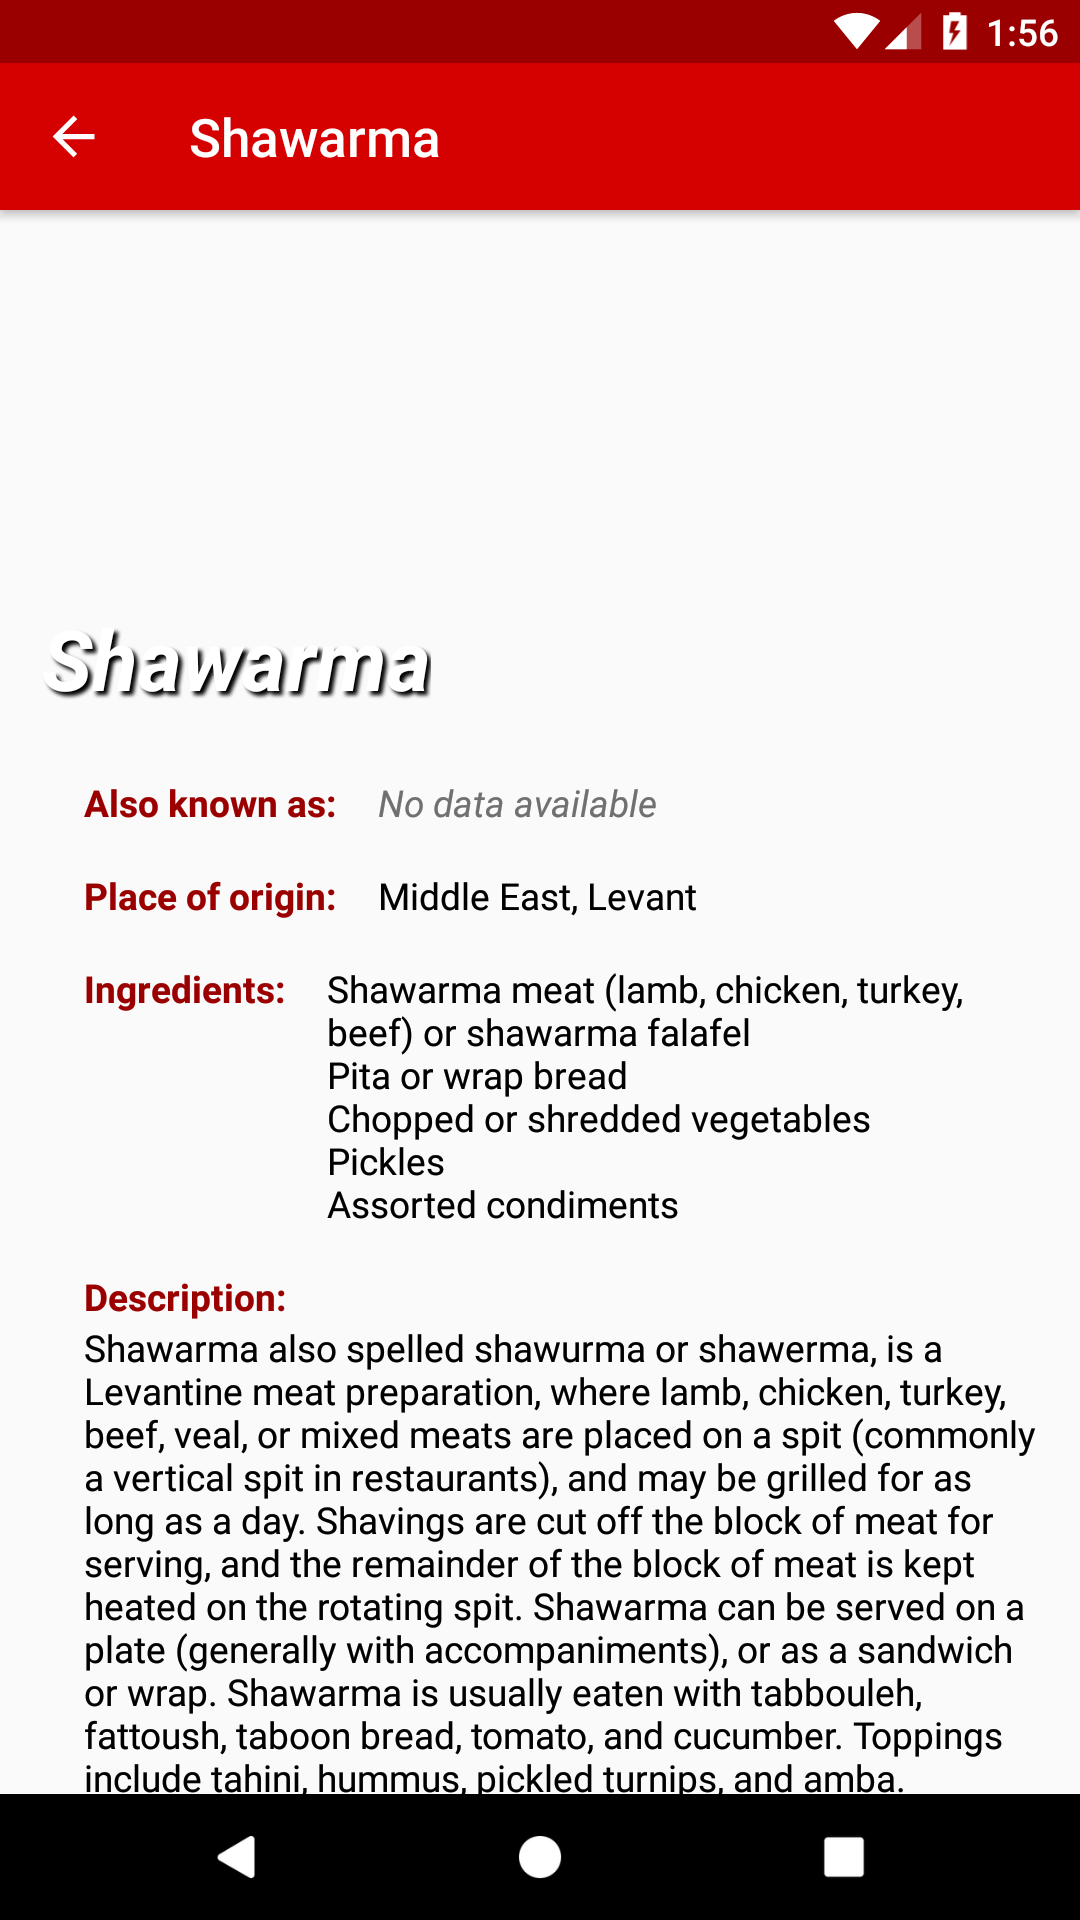 1:56
Shawarma
Shawarma
Also known as: No data available
Place of origin: Middle East, Levant
Ingredients: Shawarma meat (lamb, chicken, turkey,
beef) or shawarma falafel
Pita or wrap bread
Chopped or shredded vegetables
Pickles
Assorted condiments
Description:
Shawarma also spelled shawurma or shawerma, is a
Levantine meat preparation, where lamb, chicken, turkey,
beef, veal, or mixed meats are placed on a spit (commonly
a vertical spit in restaurants), and may be grilled for as
long as a day. Shavings are cut off the block of meat for
serving, and the remainder of the block of meat is kept
heated on the rotating spit. Shawarma can be served on a
plate (generally with accompaniments), or as a sandwich
or wrap. Shawarma is usually eaten with tabbouleh,
fattoush, taboon bread, tomato, and cucumber. Toppings
include tahini, hummus, pickled turnips, and amba.